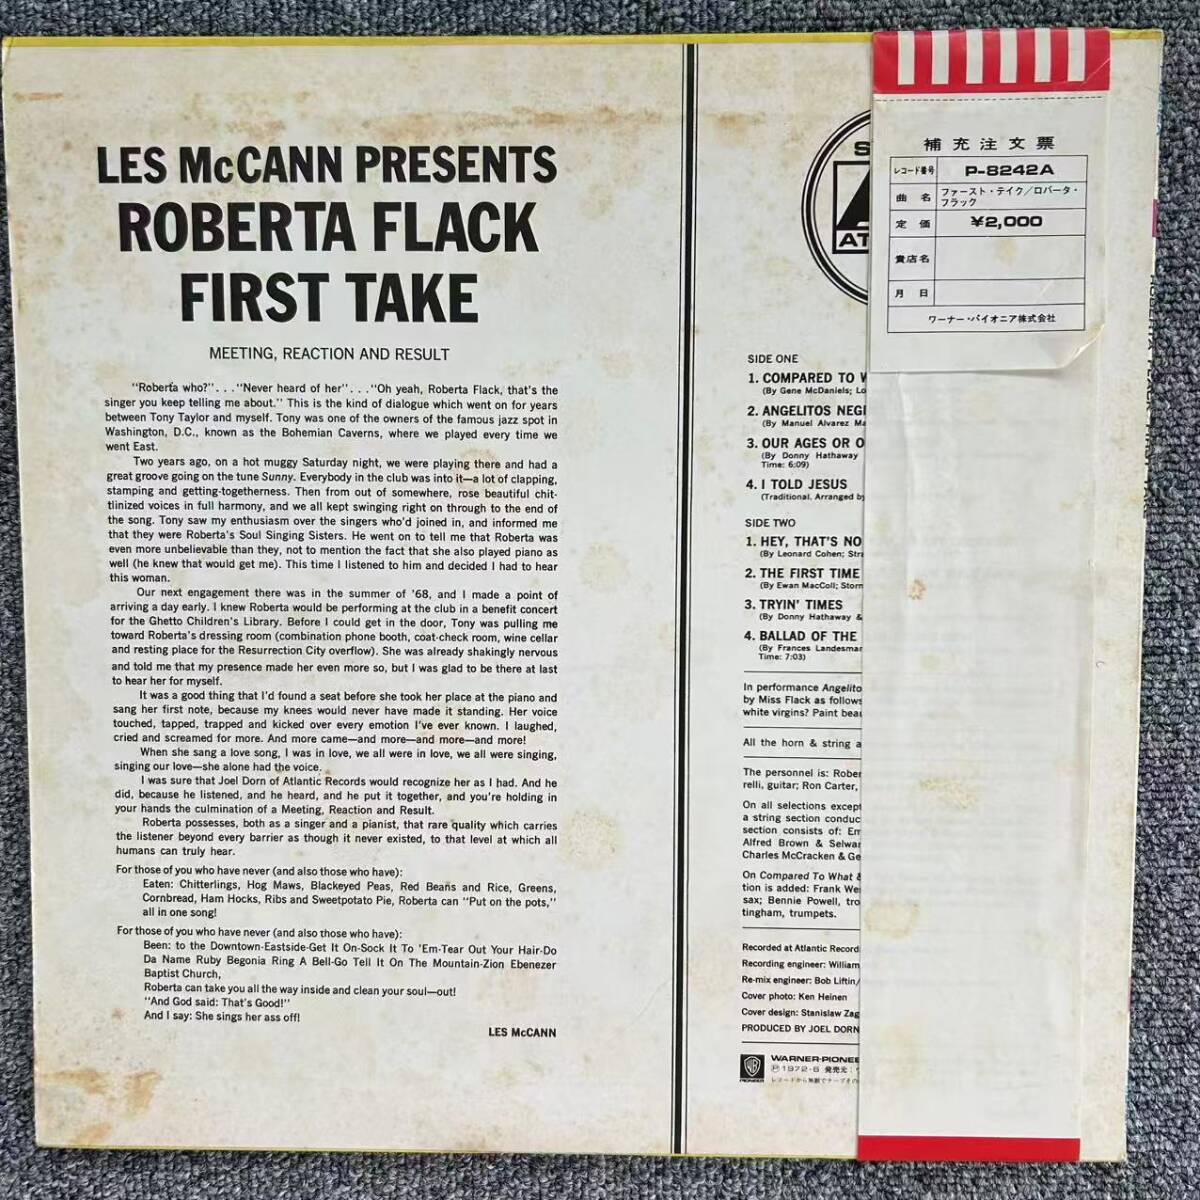 LES McCANN PRESENTS
ROBERTA FLACK
FIRST TAKE
MEETING, REACTION AND RESULT
"Roberta who?". . ."Never heard of her". . ."Oh yeah, Roberta Flack, that's the
singer you keep telling me about." This is the kind of dialogue which went on for years
between Tony Taylor and myself. Tony was one of the owners of the famous jazz spot in
Washington, D.C., known as the Bohemian Caverns, where we played every time we
went East.
Two years ago, on a hot muggy Saturday night, we were playing there and had a
great groove going on the tune Sunny. Everybody in the club was into it—a lot of clapping,
stamping and getting-togetherness. Then from out of somewhere, rose beautiful chit-
tlinized voices in full harmony, and we all kept swinging right on through to the end of
the song. Tony saw my enthusiasm over the singers who'd joined in, and informed me
that they were Roberta's Soul Singing Sisters. He went on to tell me that Roberta was
even more unbelievable than they, not to mention the fact that she also played piano as
well (he knew that would get me). This time I listened to him and decided I had to hear
this woman.
Our next engagement there was in the summer of '68, and I made a point of
arriving a day early. I knew Roberta would be performing at the club in a benefit concert
for the Ghetto Children's Library. Before I could get in the door, Tony was pulling me
toward Roberta's dressing room (combination phone booth, coat-check room, wine cellar
and resting place for the Resurrection City overflow). She was already shakingly nervous
and told me that my presence made her even more so, but I was glad to be there at last
to hear her for myself.
It was a good thing that I'd found a seat before she took her place at the piano and
sang her first note, because my knees would never have made it standing. Her voice
touched, tapped, trapped and kicked over every emotion I've ever known. I laughed,
cried and screamed for more. And more came—and more—and more—and more!
When she sang a love song, I was in love, we all were in love, we all were singing,
singing our love—she alone had the voice.
I was sure that Joel Dorn of Atlantic Records would recognize her as I had. And he
did, because he listened, and he heard, and he put it together, and you're holding in
your hands the culmination of a Meeting, Reaction and Result.
Roberta possesses, both as a singer and a pianist, that rare quality which carries
the listener beyond every barrier as though it never existed, to that level at which all
humans can truly hear.
For those of you who have never (and also those who have):
Eaten: Chitterlings, Hog Maws, Blackeyed Peas, Red Beans and Rice, Greens,
Cornbread, Ham Hocks, Ribs and Sweetpotato Pie, Roberta can "Put on the pots,"
all in one song!
For those of you who have never (and also those who have):
Been: to the Downtown-Eastside-Get It On-Sock It To 'Em-Tear Out Your Hair-Do
Da Name Ruby Begonia Ring A Bell-Go Tell It On The Mountain-Zion Ebenezer
Baptist Church,
Roberta can take you all the way inside and clean your soul—out!
"And God said: That's Good!"
And I say: She sings her ass off!
LES McCANN
S
AT
補充注文票
レコード番号 P-8242A
曲名 ファースト・テイク/ロバータ・
フラック
定価 ¥2,000
貴店名
月日
ワーナー・パイオニア株式会社
SIDE ONE
1. COMPARED TO W
(By Gene McDaniels; Lo
2. ANGELITOS NEG
(By Manuel Alvarez Ma
3. OUR AGES OR O
(By Donny Hathaway
Time: 6:09)
4. I TOLD JESUS
(Traditional. Arranged by
SIDE TWO
1. HEY, THAT'S NO
(By Leonard Cohen; Stra
2. THE FIRST TIME
(By Ewan MacColl; Storm
3. TRYIN' TIMES
(By Donny Hathaway &
4. BALLAD OF THE
(By Frances Landesman
Time: 7:03)
In performance Angelito
by Miss Flack as follows
white virgins? Paint beau
All the horn & string a
The personnel is: Rober
relli, guitar; Ron Carter,
On all selections except
a string section conduc
section consists of: Em
Alfred Brown & Selwar
Charles McCracken & Ge
On Compared To What &
tion is added: Frank We
sax; Bennie Powell, tro
tingham, trumpets.
Recorded at Atlantic Record
Recording engineer: William
Re-mix engineer: Bob Liftin/
Cover photo: Ken Heinen
Cover design: Stanislaw Zag
PRODUCED BY JOEL DORN
WARNER-PIONEE
PIONEER
Ⓟ1972-6 発売元:ワ
レコードから無断でテープその